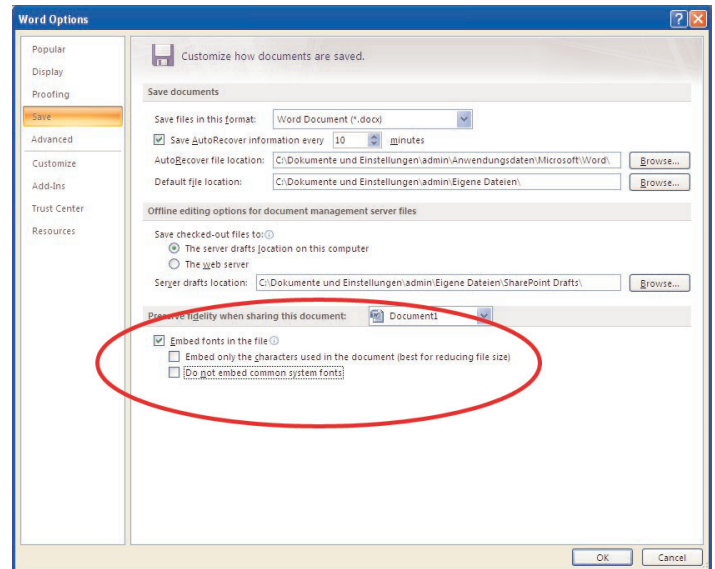 Word Options
Popular
Display
Proofing
Save
Advanced
Customize
Add-Ins
Trust Center
Resources
Customize how documents are saved.
Save documents
Save files in this format: Word Document (*.docx)
Save AutoRecover information every 10 minutes
AutoRecover file location: C:\Dokumente und Einstellungen\admin\Anwendungsdaten\Microsoft\Word\ Browse...
Default file location: C:\Dokumente und Einstellungen\admin\Eigene Dateien\ Browse...
Offline editing options for document management server files
Save checked-out files to:
The server drafts location on this computer
The web server
Server drafts location: C:\Dokumente und Einstellungen\admin\Eigene Dateien\SharePoint Drafts\ Browse...
Preserve fidelity when sharing this document: Document1
Embed fonts in the file
Embed only the characters used in the document (best for reducing file size)
Do not embed common system fonts
OK Cancel